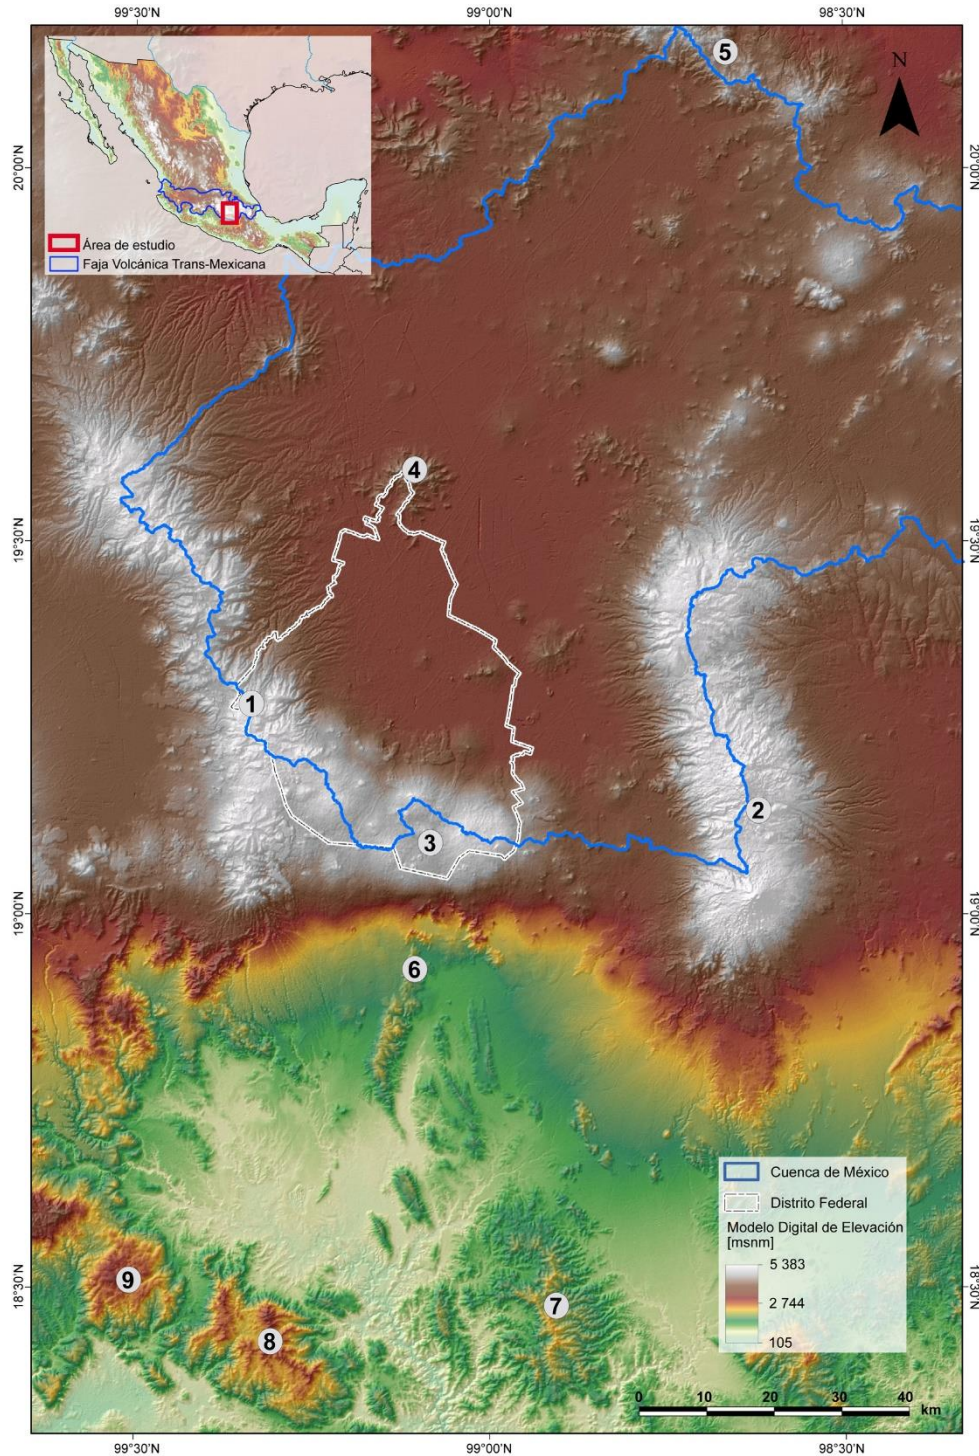 99°30'N
99°00'N
98°30'N
5
N
20°00'N
20°00'N
Área de estudio
Faja Volcánica Trans-Mexicana
4
19°30'N
19°30'N
1
2
3
19°00'N
19°00'N
6
Cuenca de México
Distrito Federal
Modelo Digital de Elevación
[msnm]
5 383
2 744
105
9
18°30'N
18°30'N
7
8
0 10 20 30 40
km
99°30'N
99°00'N
98°30'N